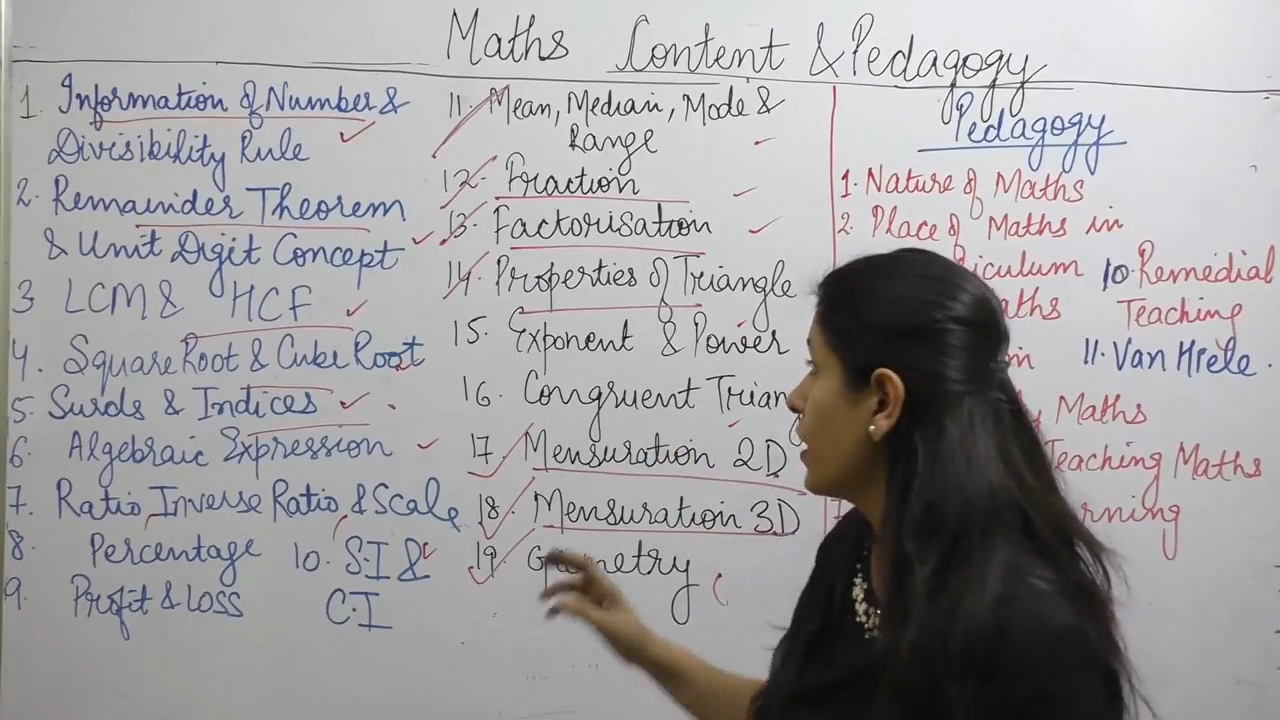 Maths Content & Pedagogy
1. Information of Number &
Divisibility Rule
2. Remainder Theorem
& Unit Digit Concept
3 LCM & HCF
4. Square Root & Cube Root
5. Surds & Indices
6. Algebraic Expression
7. Ratio, Inverse Ratio & Scale
8. Percentage
9. Profit & Loss
10. S.I &
C.I
11. Mean, Median, Mode &
Range
12. Fraction
13. Factorisation
14. Properties of Triangle
15. Exponent & Power
16. Congruent Trian
17. Mensuration 2D
18. Mensuration 3D
19. Geometry
Pedagogy
1. Nature of Maths
2. Place of Maths in
iculum
aths
Maths
Teaching Maths
rning
10. Remedial
Teaching
11. Van Hiele.